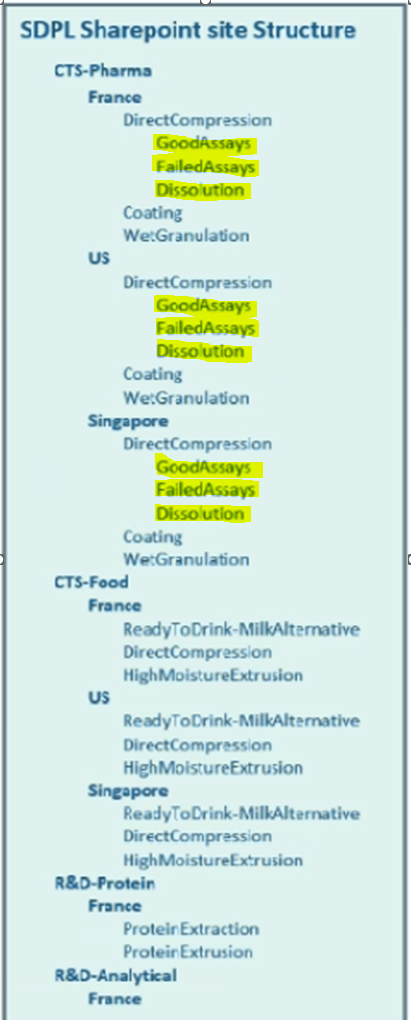 SDPL Sharepoint site Structure
CTS-Pharma
France
DirectCompression
GoodAssays
FailedAssays
Dissolution
Coating
WetGranulation
US
DirectCompression
GoodAssays
FailedAssays
Dissolution
Coating
WetGranulation
Singapore
DirectCompression
GoodAssays
FailedAssays
Dissolution
Coating
WetGranulation
CTS-Food
France
ReadyToDrink-MilkAlternative
DirectCompression
HighMoistureExtrusion
US
ReadyToDrink-MilkAlternative
DirectCompression
HighMoistureExtrusion
Singapore
ReadyToDrink-MilkAlternative
DirectCompression
HighMoistureExtrusion
R&D-Protein
France
ProteinExtraction
ProteinExtrusion
R&D-Analytical
France